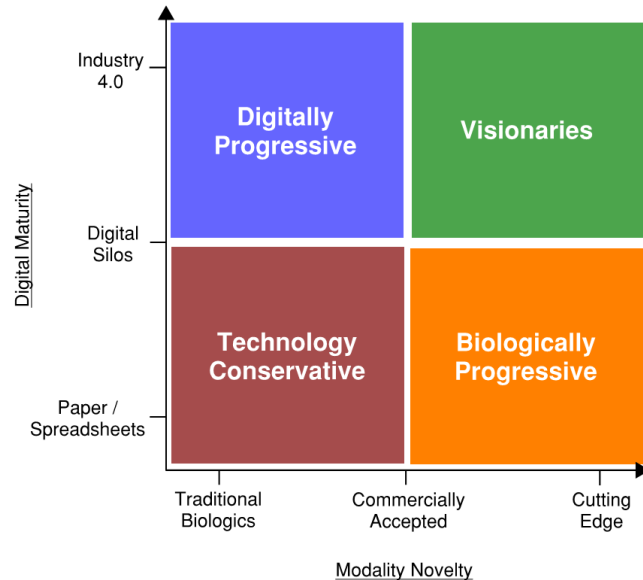 Industry
4.0
Digitally
Progressive
Visionaries
Digital Maturity
Digital
Silos
Technology
Conservative
Biologically
Progressive
Paper /
Spreadsheets
Traditional
Biologics
Commercially
Accepted
Cutting
Edge
Modality Novelty